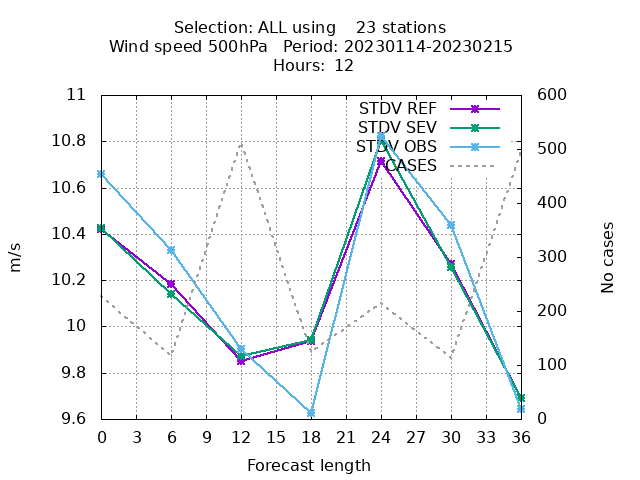 Selection: ALL using    23 stations
Wind speed 500hPa   Period: 20230114-20230215
Hours:  12
11
10.8
10.6
10.4
10.2
10
9.8
9.6
m/s
600
500
400
300
200
100
0
No cases
STDV REF
STDV SEV
STDV OBS
CASES
0 3 6 9 12 15 18 21 24 27 30 33 36
Forecast length